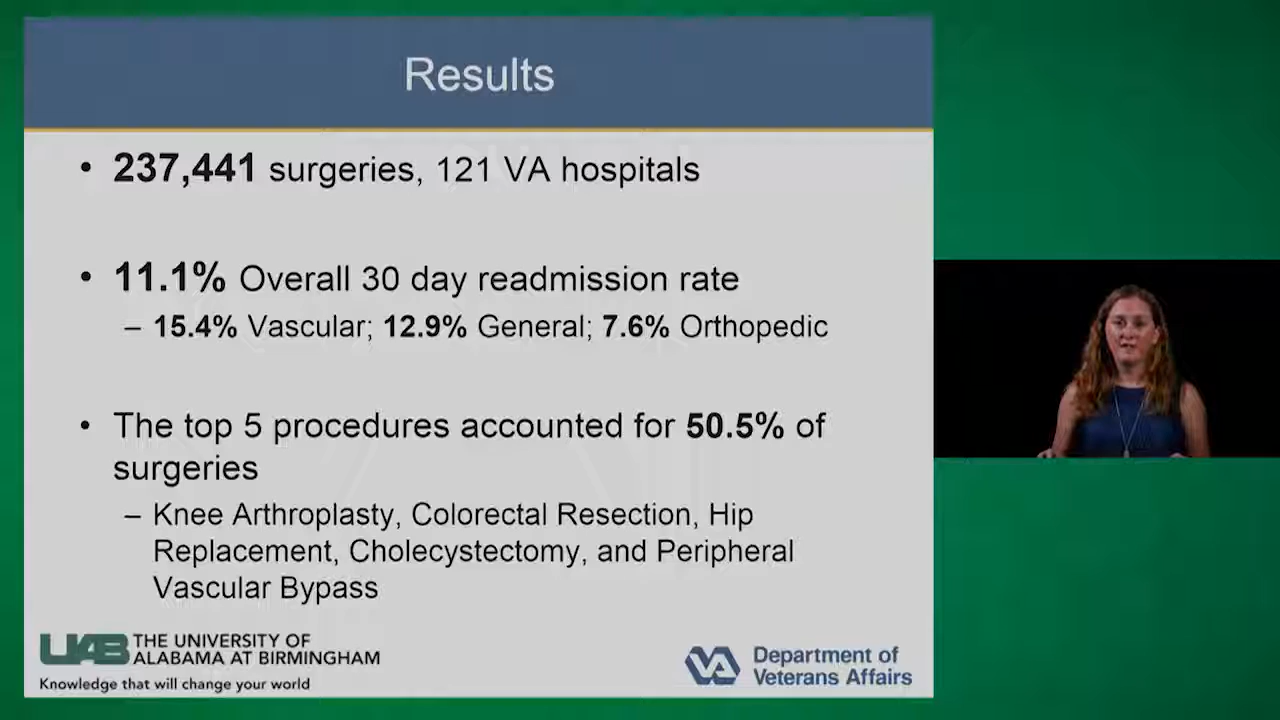 Results
• 237,441 surgeries, 121 VA hospitals
• 11.1% Overall 30 day readmission rate
– 15.4% Vascular; 12.9% General; 7.6% Orthopedic
• The top 5 procedures accounted for 50.5% of
surgeries
– Knee Arthroplasty, Colorectal Resection, Hip
Replacement, Cholecystectomy, and Peripheral
Vascular Bypass
UAB THE UNIVERSITY OF
ALABAMA AT BIRMINGHAM
Knowledge that will change your world
VA Department of
Veterans Affairs